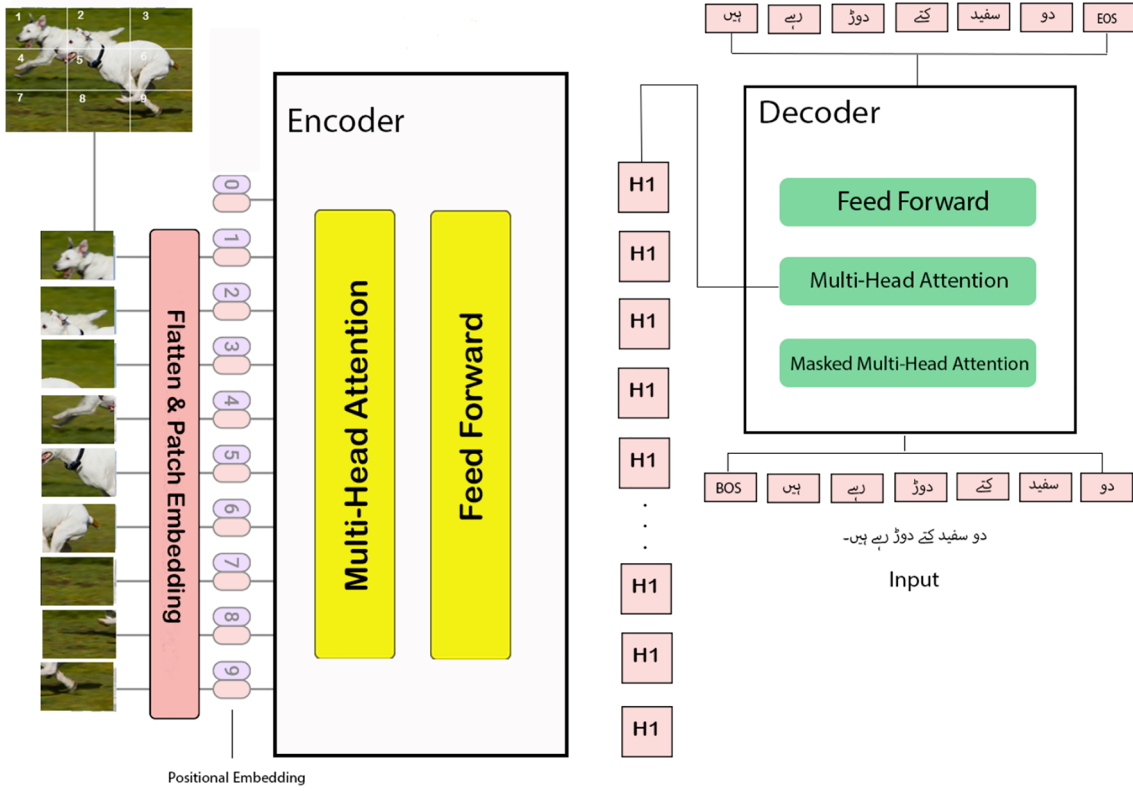 1 2 3
4 5 6
7 8 9
Flatten & Patch Embedding
0
1
2
3
4
5
6
7
8
9
Positional Embedding
Encoder
Multi-Head Attention
Feed Forward
H1
H1
H1
H1
H1
.
.
.
H1
H1
H1
ہیں رہے دوڑ کتے سفید دو EOS
Decoder
Feed Forward
Multi-Head Attention
Masked Multi-Head Attention
BOS ہیں رہے دوڑ کتے سفید دو
دو سفید کتے دوڑ رہے ہیں۔
Input